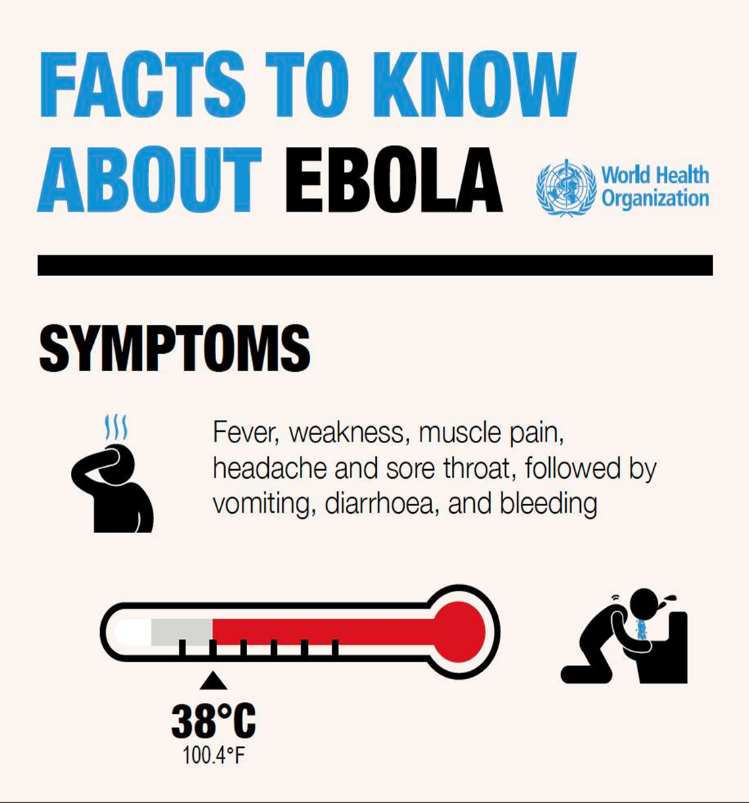 FACTS TO KNOW
ABOUT EBOLA
World Health
Organization
SYMPTOMS
Fever, weakness, muscle pain,
headache and sore throat, followed by
vomiting, diarrhoea, and bleeding
38°C
100.4°F